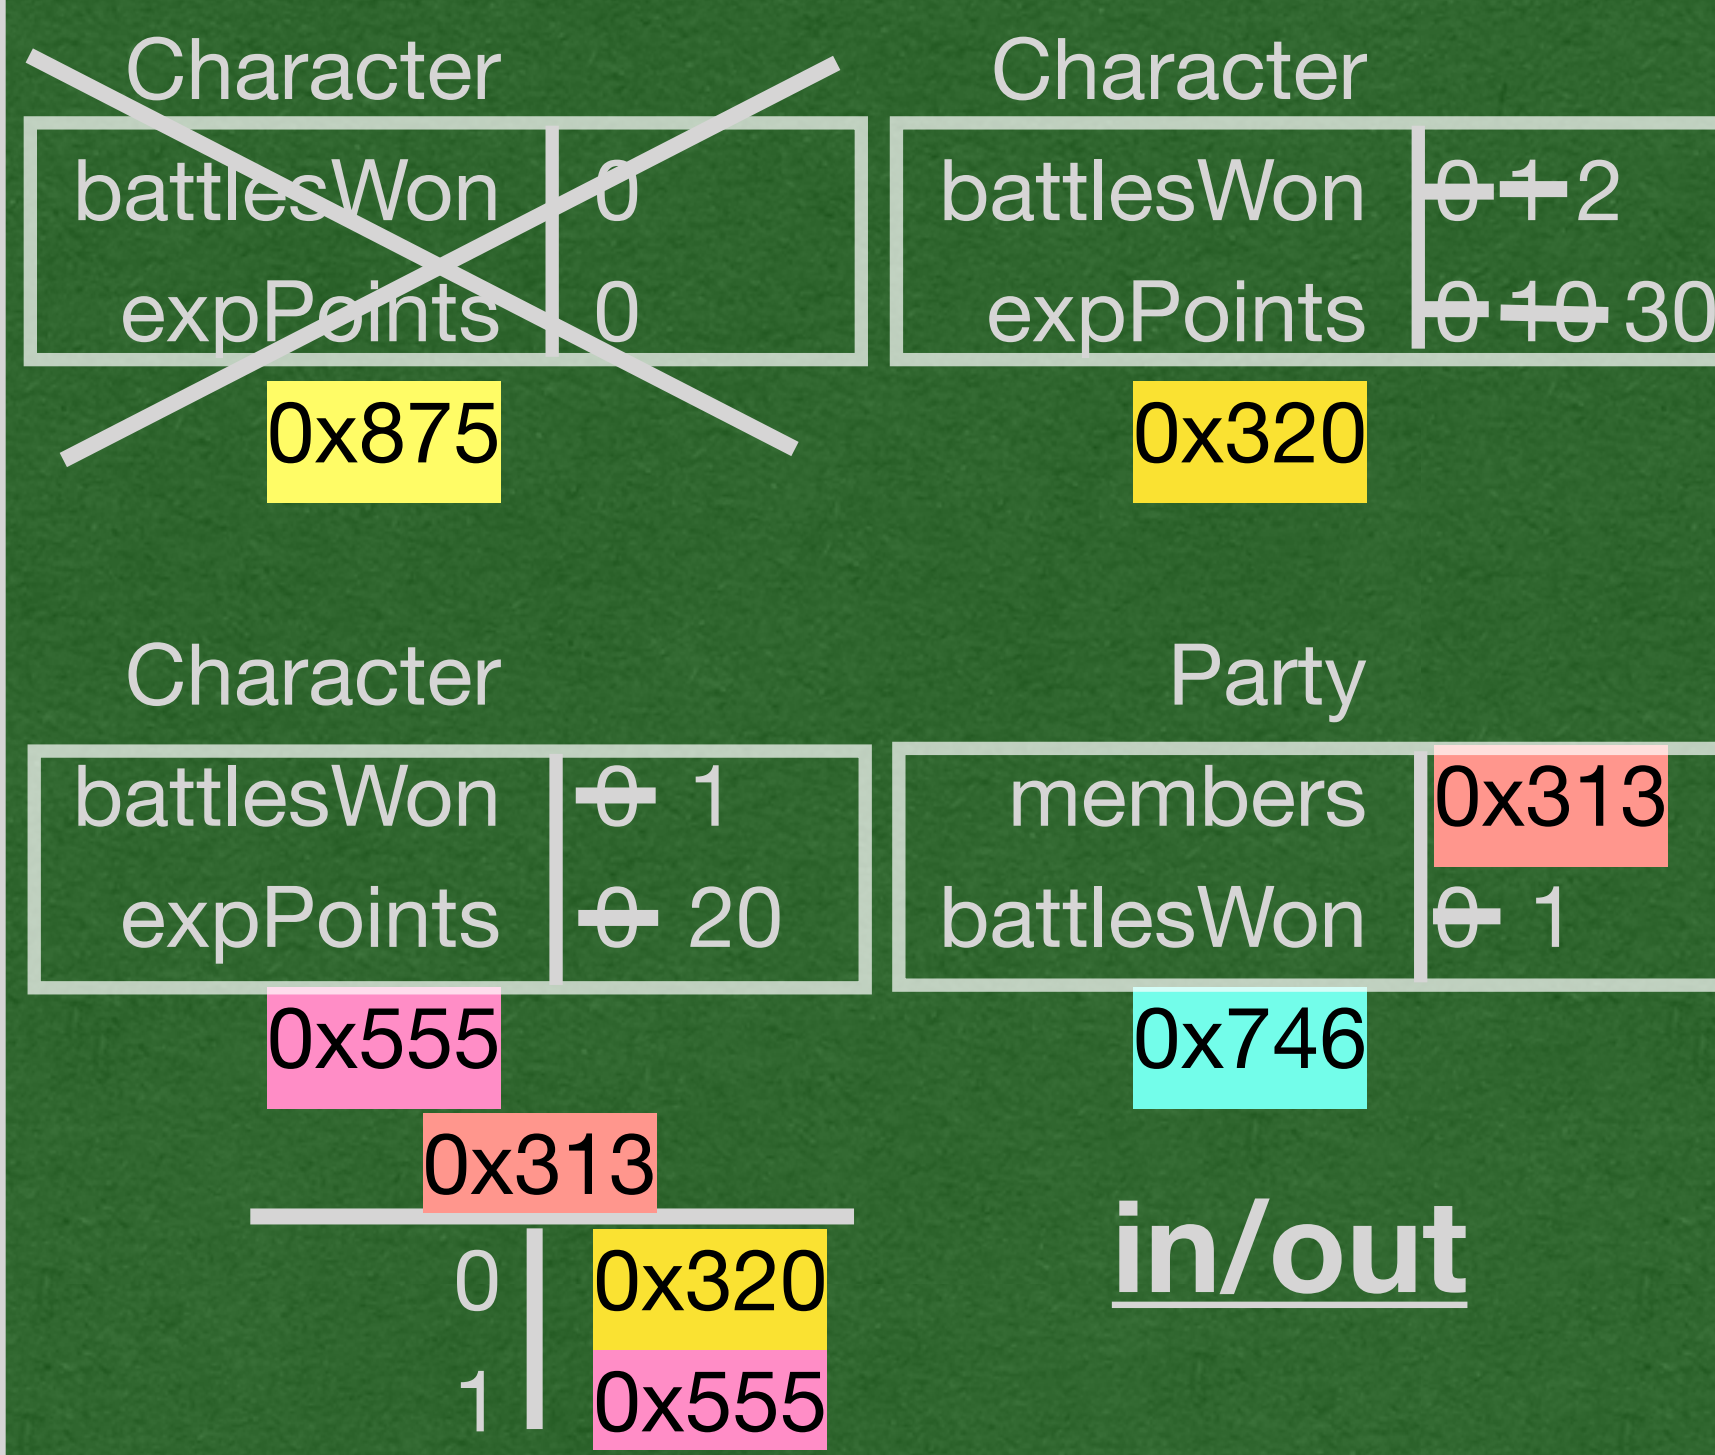 Character
battlesWon 0
expPoints 0
0x875
Character
battlesWon 0 1 2
expPoints 0 10 30
0x320
Character
battlesWon 0 1
expPoints 0 20
0x555
Party
members 0x313
battlesWon 0 1
0x746
0x313
0 0x320
1 0x555
in/out